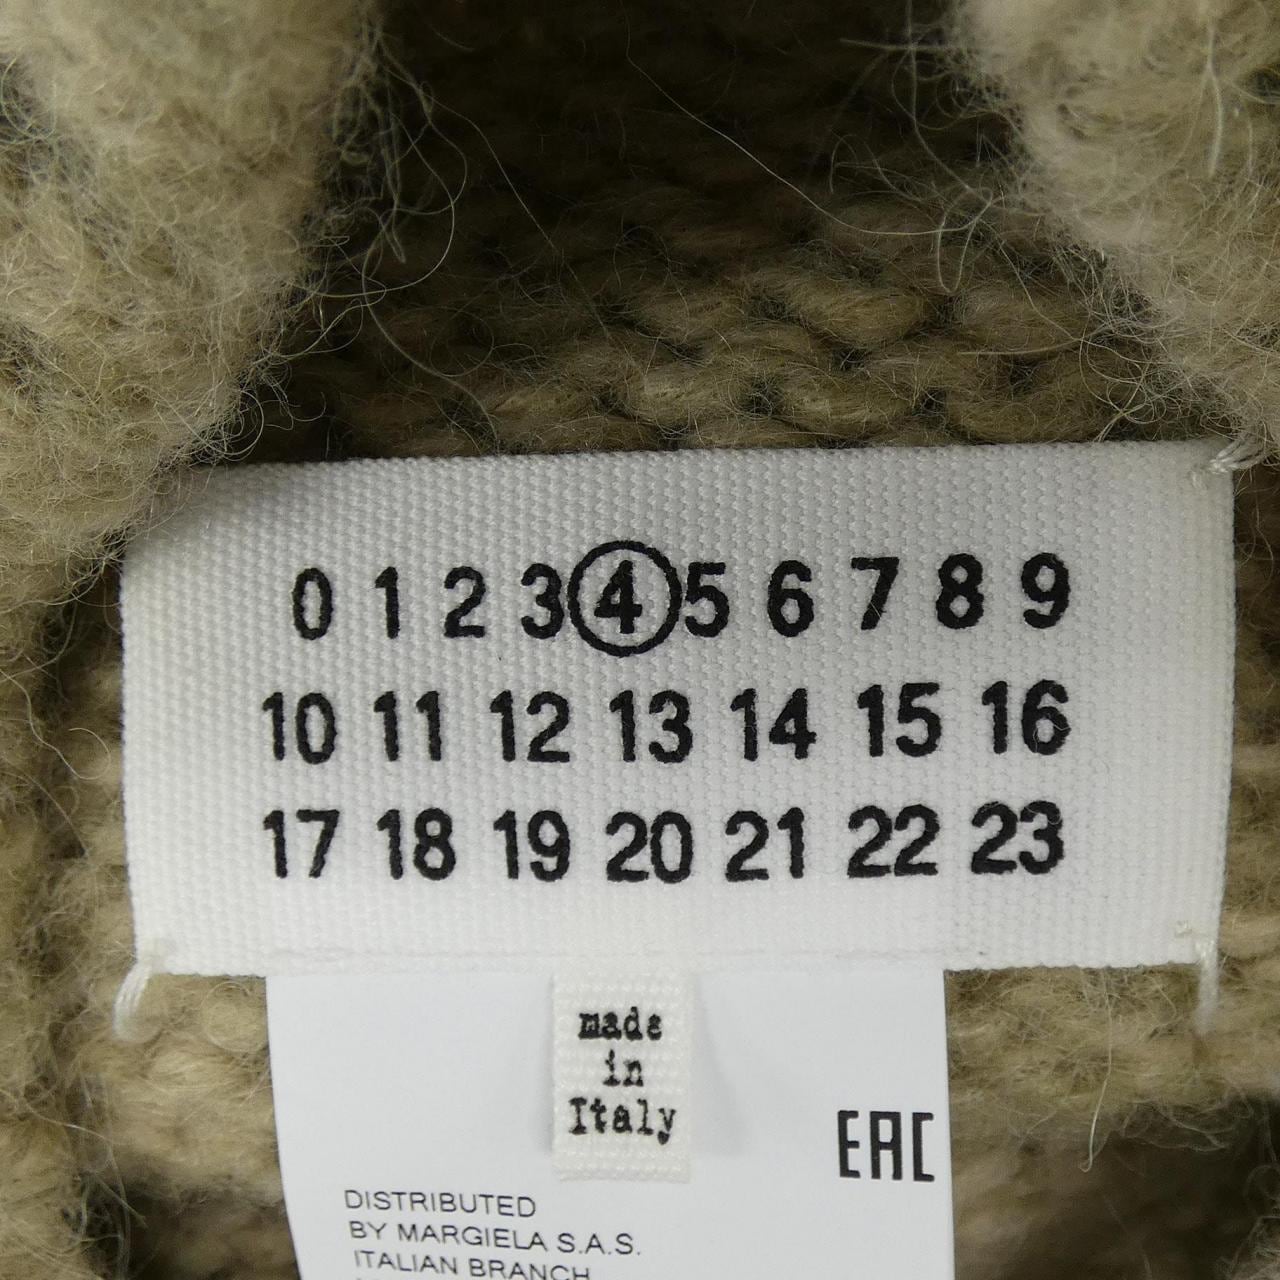 0 1 2 3 4 5 6 7 8 9
10 11 12 13 14 15 16
17 18 19 20 21 22 23
made
in
Italy
EAC
DISTRIBUTED
BY MARGIELA S.A.S.
ITALIAN BRANCH